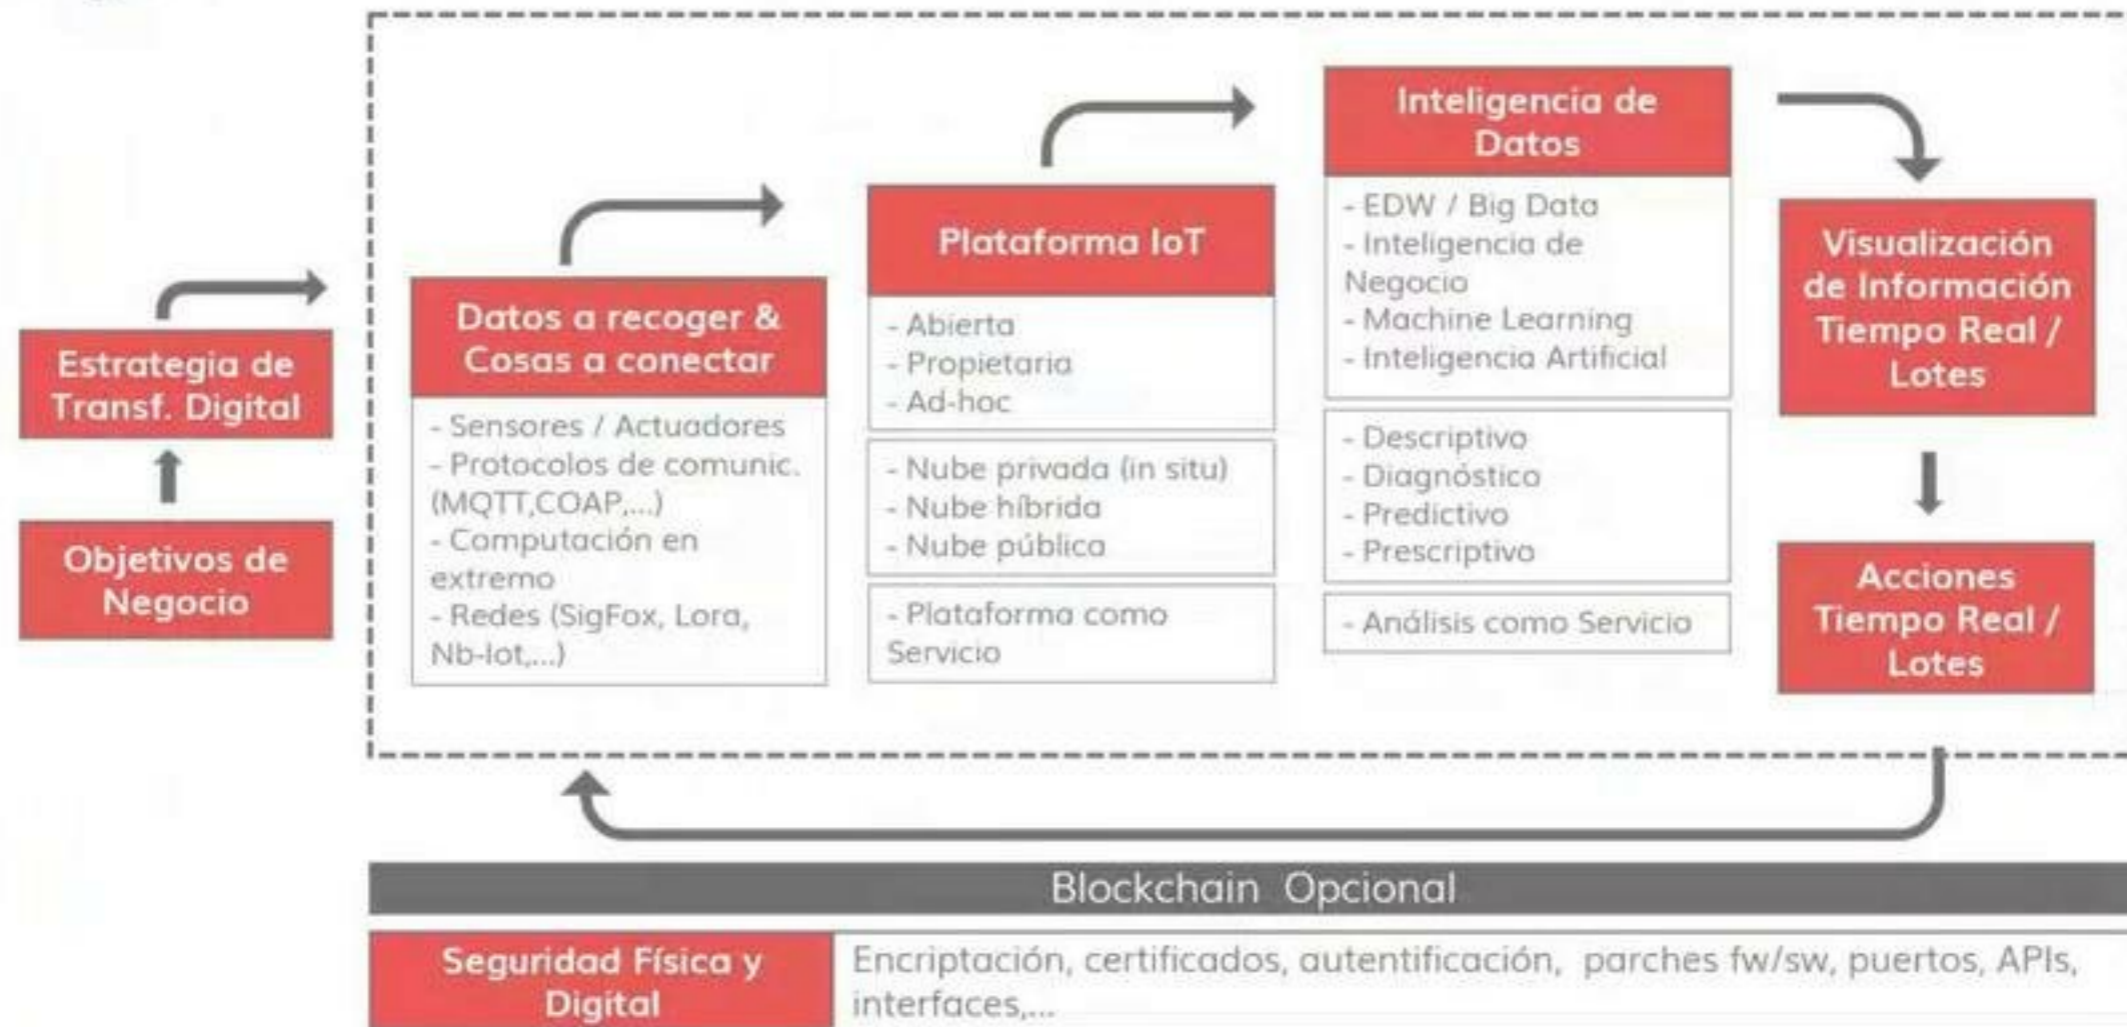 Objetivos de
Negocio
Estrategia de
Transf. Digital
Datos a recoger &
Cosas a conectar
- Sensores / Actuadores
- Protocolos de comunic.
(MQTT,COAP,...)
- Computación en
extremo
- Redes (SigFox, Lora,
Nb-Iot,...)
Plataforma IoT
- Abierta
- Propietaria
- Ad-hoc
- Nube privada (in situ)
- Nube híbrida
- Nube pública
- Plataforma como
Servicio
Inteligencia de
Datos
- EDW / Big Data
- Inteligencia de
Negocio
- Machine Learning
- Inteligencia Artificial
- Descriptivo
- Diagnóstico
- Predictivo
- Prescriptivo
- Análisis como Servicio
Visualización
de Información
Tiempo Real /
Lotes
Acciones
Tiempo Real /
Lotes
Blockchain Opcional
Seguridad Física y
Digital
Encriptación, certificados, autentificación, parches fw/sw, puertos, APIs,
interfaces,...